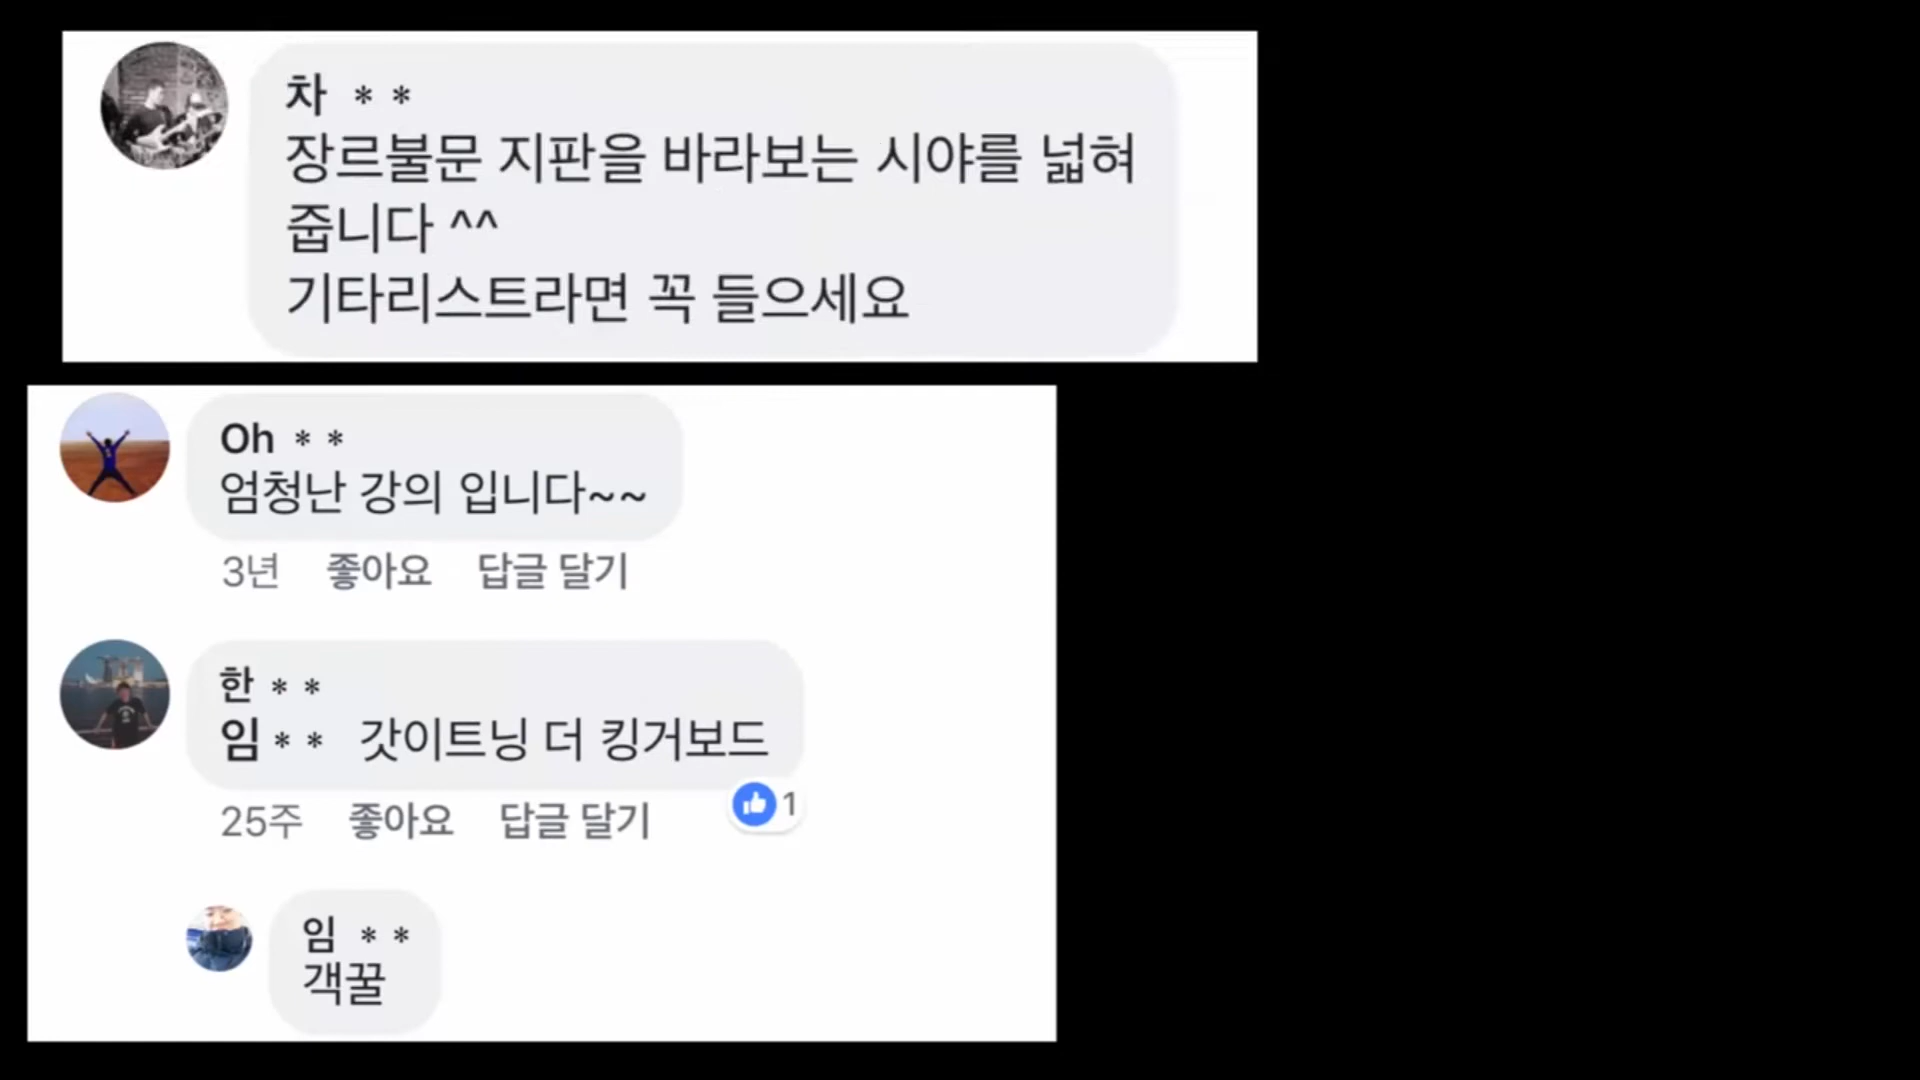 차 * *
장르불문 지판을 바라보는 시야를 넓혀
줍니다 ^^
기타리스트라면 꼭 들으세요
Oh * *
엄청난 강의 입니다~~
3년 좋아요 답글 달기
한 * *
임 * * 갓이트닝 더 킹거보드
25주 좋아요 답글 달기 1
임 * *
객꿀